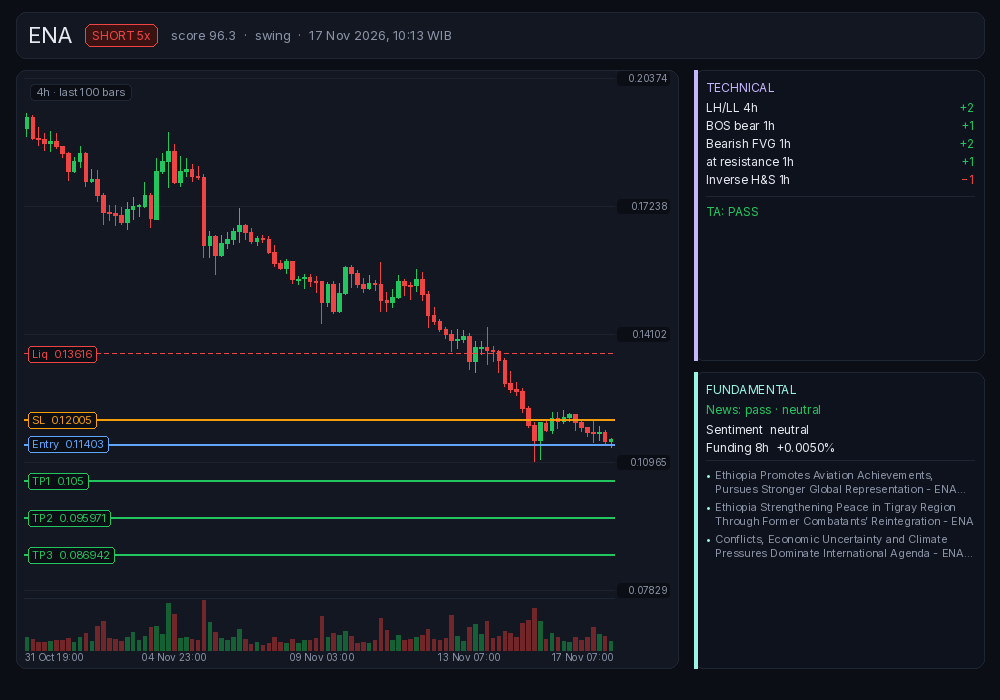 ENA SHORT 5x score 96.3 · swing · 17 Nov 2026, 10:13 WIB
4h · last 100 bars
0.20374
0.17238
0.14102
0.10965
0.07829
Liq 0.13616
SL 0.12005
Entry 0.11403
TP1 0.105
TP2 0.095971
TP3 0.086942
31 Oct 19:00 04 Nov 23:00 09 Nov 03:00 13 Nov 07:00 17 Nov 07:00
TECHNICAL
LH/LL 4h +2
BOS bear 1h +1
Bearish FVG 1h +2
at resistance 1h +1
Inverse H&S 1h −1
TA: PASS
FUNDAMENTAL
News: pass · neutral
Sentiment neutral
Funding 8h +0.0050%
• Ethiopia Promotes Aviation Achievements,
Pursues Stronger Global Representation - ENA...
• Ethiopia Strengthening Peace in Tigray Region
Through Former Combatants' Reintegration - ENA
• Conflicts, Economic Uncertainty and Climate
Pressures Dominate International Agenda - ENA...